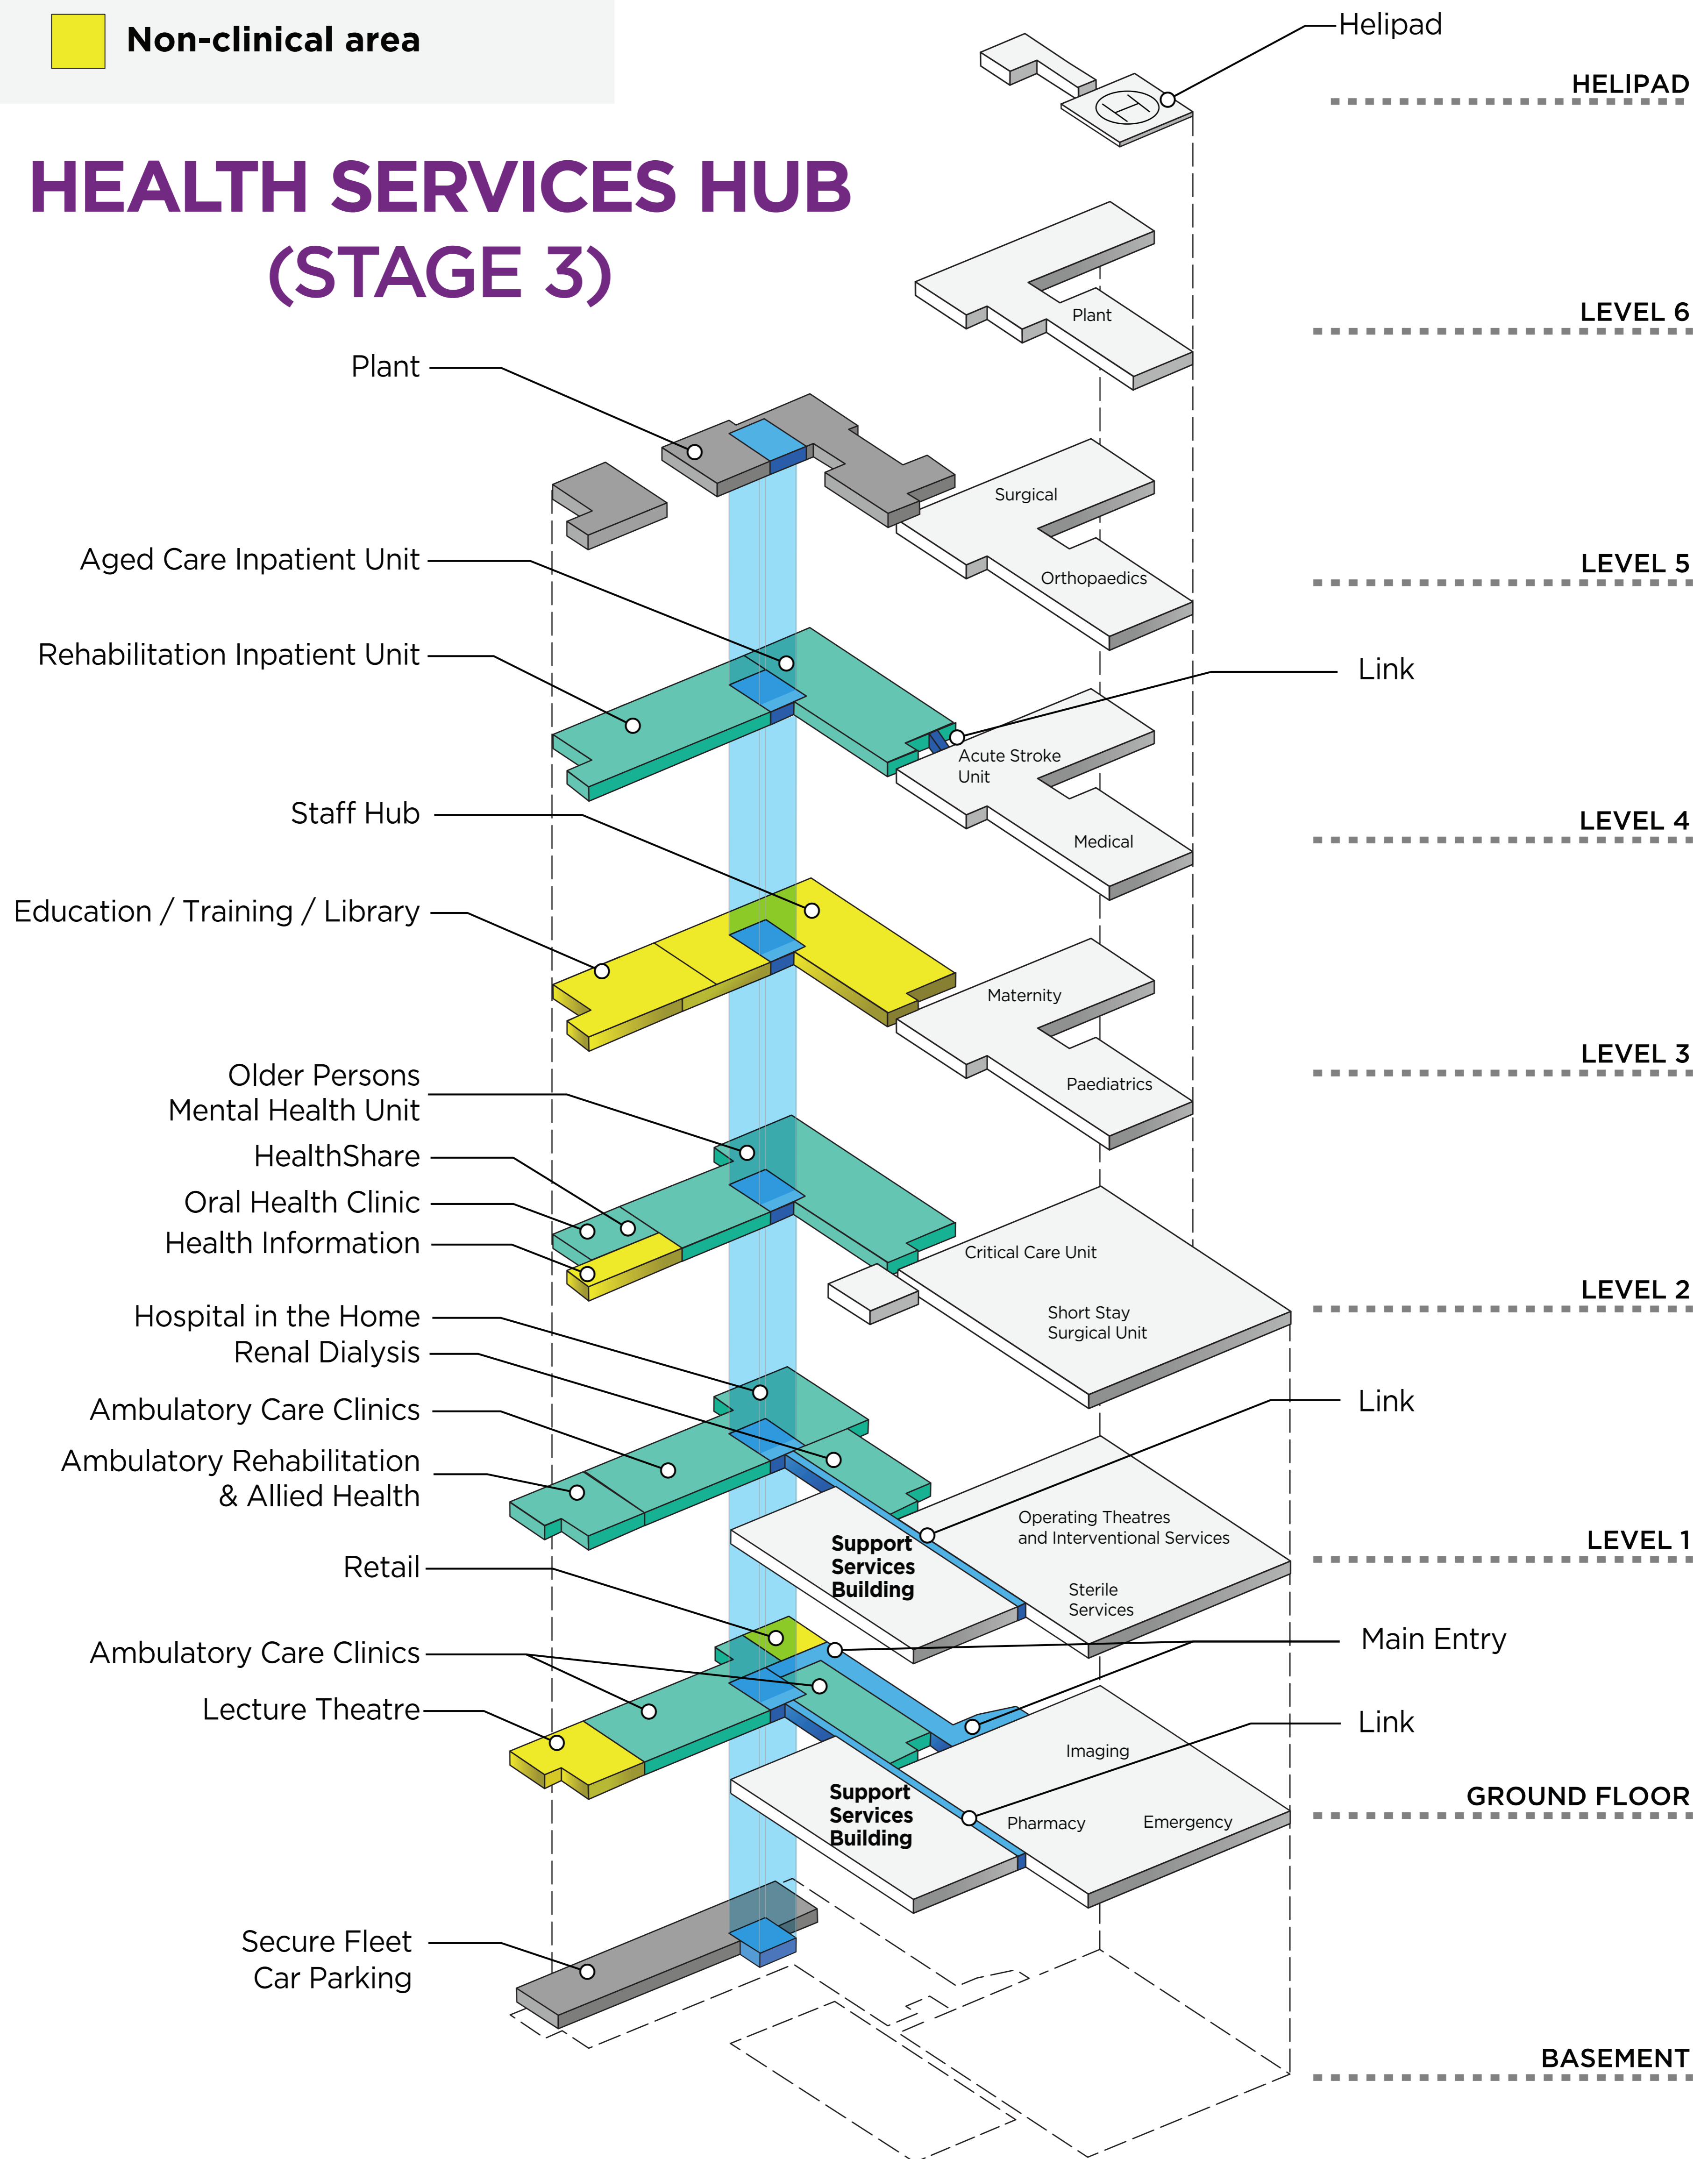 Non-clinical area
HEALTH SERVICES HUB
(STAGE 3)
Helipad
HELIPAD
Plant
LEVEL 6
Plant
Surgical
Orthopaedics
LEVEL 5
Aged Care Inpatient Unit
Rehabilitation Inpatient Unit
Link
Acute Stroke
Unit
Medical
LEVEL 4
Staff Hub
Education / Training / Library
Maternity
Paediatrics
LEVEL 3
Older Persons
Mental Health Unit
HealthShare
Oral Health Clinic
Health Information
Critical Care Unit
Short Stay
Surgical Unit
LEVEL 2
Hospital in the Home
Renal Dialysis
Ambulatory Care Clinics
Ambulatory Rehabilitation
& Allied Health
Link
Operating Theatres
and Interventional Services
Sterile
Services
Support
Services
Building
LEVEL 1
Retail
Ambulatory Care Clinics
Lecture Theatre
Main Entry
Link
Imaging
Pharmacy
Emergency
Support
Services
Building
GROUND FLOOR
Secure Fleet
Car Parking
BASEMENT